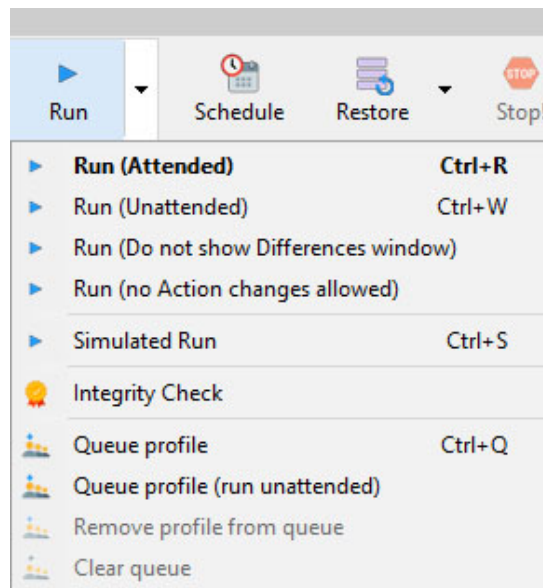 Run
Schedule
Restore
Stop
STOP
Run (Attended) Ctrl+R
Run (Unattended) Ctrl+W
Run (Do not show Differences window)
Run (no Action changes allowed)
Simulated Run Ctrl+S
Integrity Check
Queue profile Ctrl+Q
Queue profile (run unattended)
Remove profile from queue
Clear queue